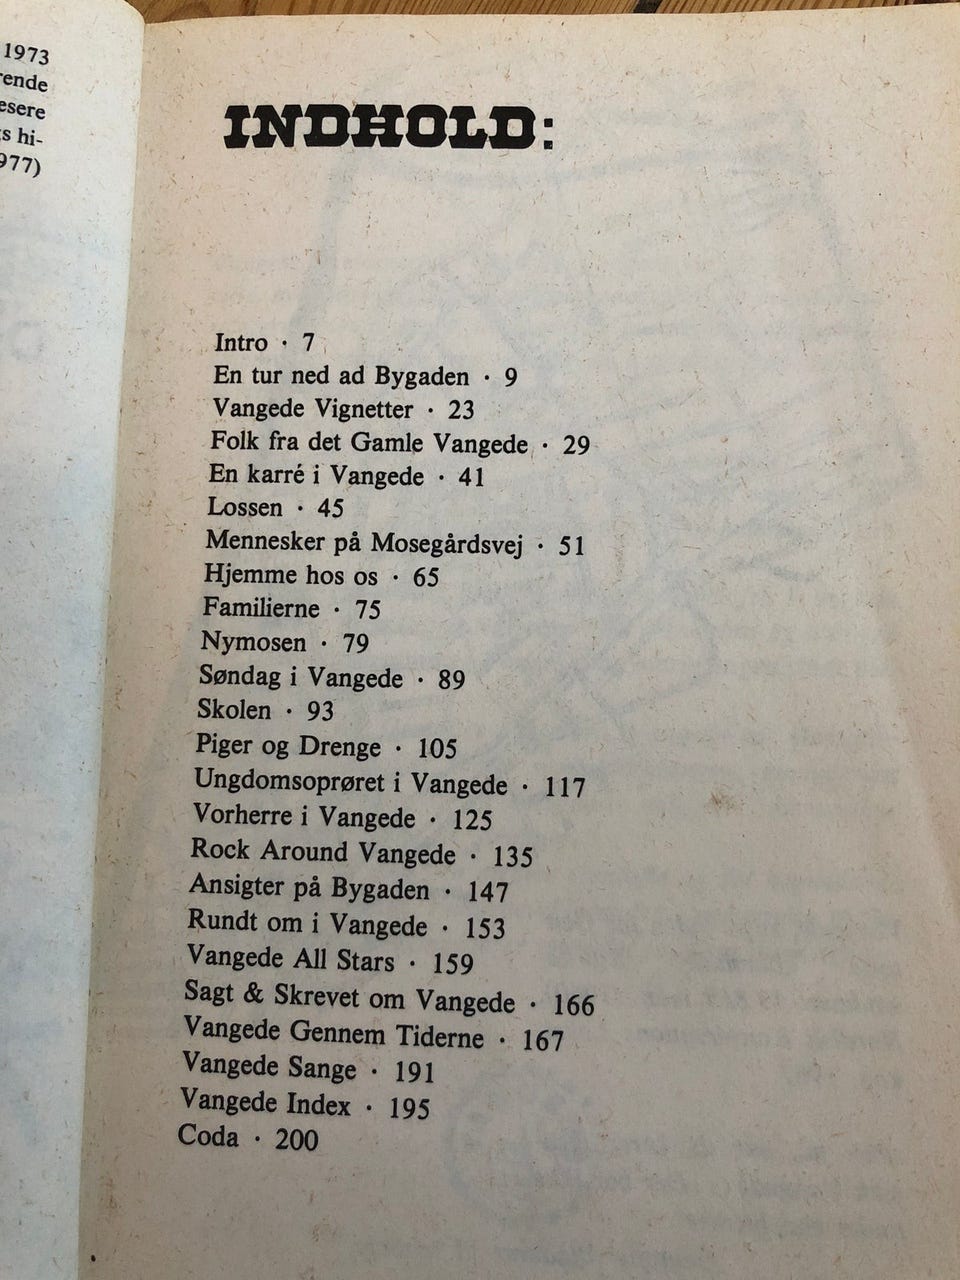 1973
rende
esere
s hi-
977)
INDHOLD:
Intro · 7
En tur ned ad Bygaden · 9
Vangede Vignetter · 23
Folk fra det Gamle Vangede · 29
En karré i Vangede · 41
Lossen · 45
Mennesker på Mosegårdsvej · 51
Hjemme hos os · 65
Familierne · 75
Nymosen · 79
Søndag i Vangede · 89
Skolen · 93
Piger og Drenge · 105
Ungdomsoprøret i Vangede · 117
Vorherre i Vangede · 125
Rock Around Vangede · 135
Ansigter på Bygaden · 147
Rundt om i Vangede · 153
Vangede All Stars · 159
Sagt & Skrevet om Vangede · 166
Vangede Gennem Tiderne · 167
Vangede Sange · 191
Vangede Index · 195
Coda · 200